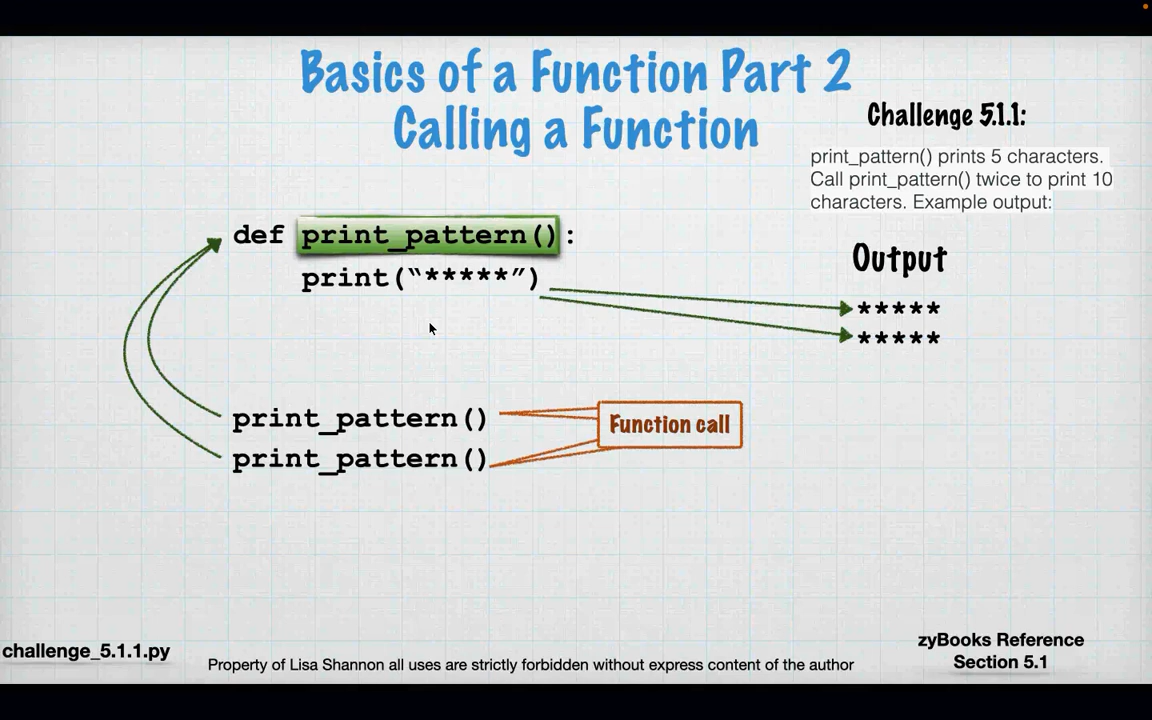 Basics of a Function Part 2
Calling a Function
Challenge 5.1.1:
print_pattern() prints 5 characters.
Call print_pattern() twice to print 10
characters. Example output:
def print_pattern():
print(“*****”)
Output
*****
*****
print_pattern()
print_pattern()
Function call
challenge_5.1.1.py
Property of Lisa Shannon all uses are strictly forbidden without express content of the author
zyBooks Reference
Section 5.1